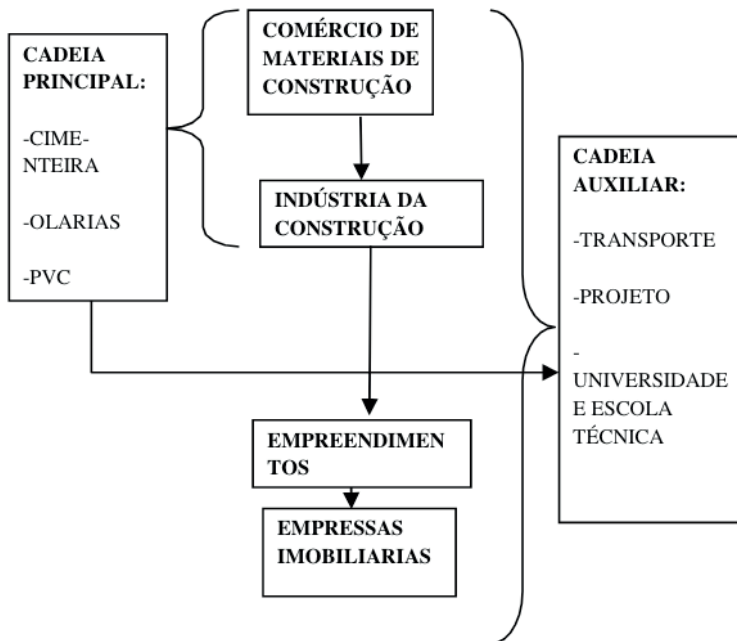 CADEIA
PRINCIPAL:
-CIME-
NTEIRA
-OLARIAS
-PVC
COMÉRCIO DE
MATERIAIS DE
CONSTRUÇÃO
INDÚSTRIA DA
CONSTRUÇÃO
EMPREENDIMEN
TOS
EMPRESSAS
IMOBILIARIAS
CADEIA
AUXILIAR:
-TRANSPORTE
-PROJETO
-
UNIVERSIDADE
E ESCOLA
TÉCNICA